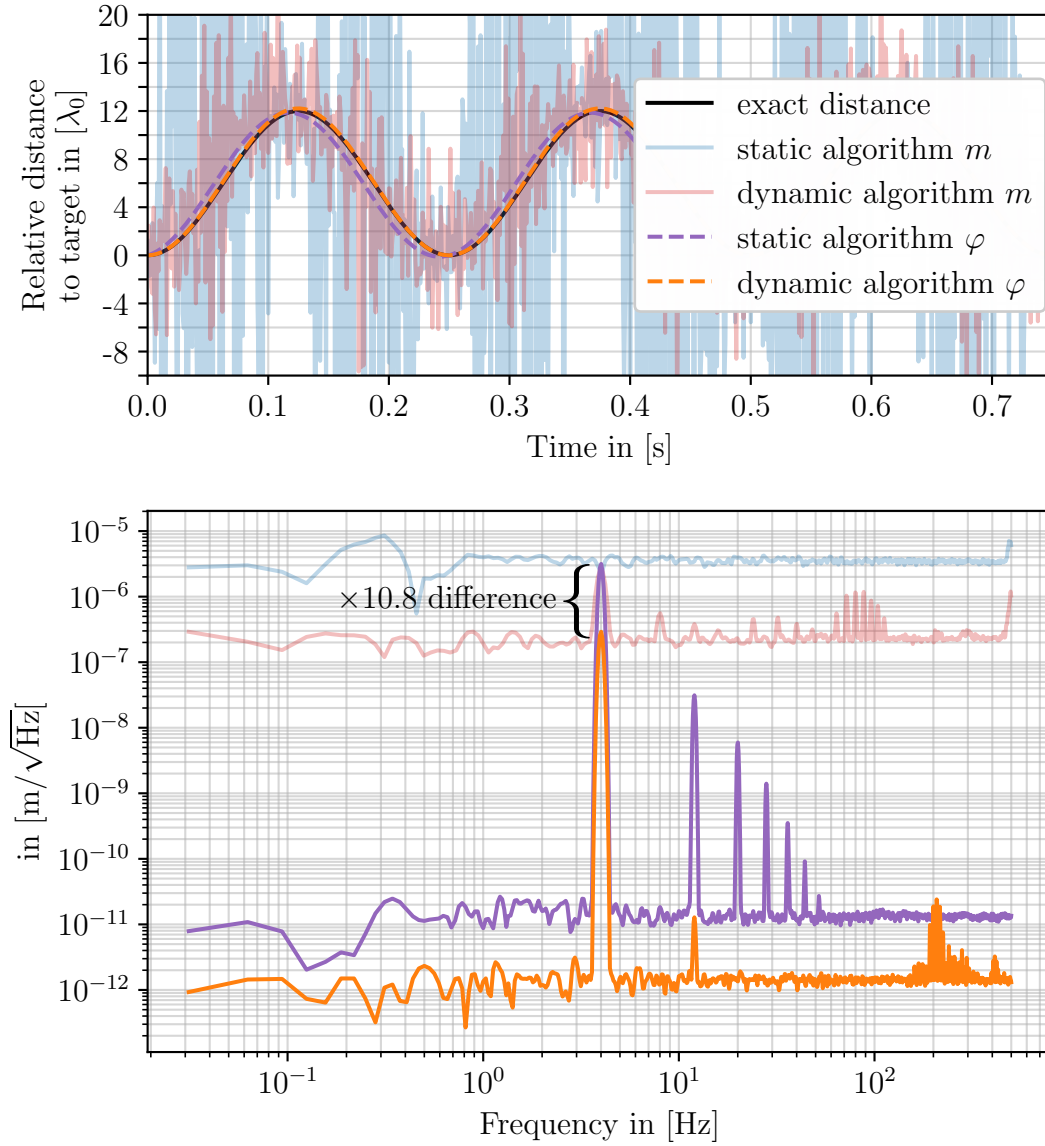 20
16
12
8
4
0
-4
-8
Relative distance
to target in [λ0]
exact distance
static algorithm m
dynamic algorithm m
static algorithm φ
dynamic algorithm φ
0.0 0.1 0.2 0.3 0.4 0.5 0.6 0.7
Time in [s]
10^-5
10^-6
10^-7
10^-8
10^-9
10^-10
10^-11
10^-12
in [m/√Hz[
×10.8 difference
10^-1 10^0 10^1 10^2
Frequency in [Hz]